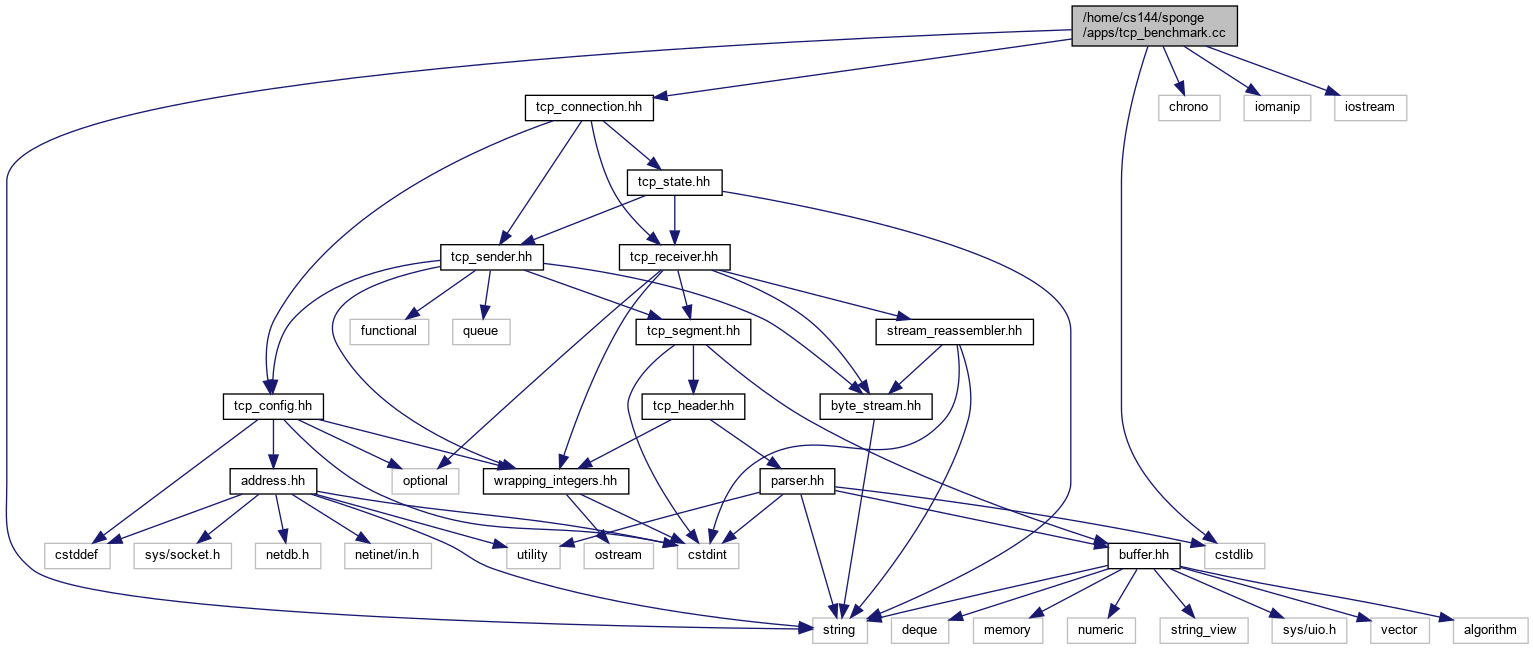 /home/cs144/sponge
/apps/tcp_benchmark.cc
tcp_connection.hh
chrono
iomanip
iostream
tcp_state.hh
tcp_sender.hh
tcp_receiver.hh
functional
queue
tcp_segment.hh
stream_reassembler.hh
tcp_config.hh
tcp_header.hh
byte_stream.hh
address.hh
optional
wrapping_integers.hh
parser.hh
cstddef
sys/socket.h
netdb.h
netinet/in.h
utility
ostream
cstdint
buffer.hh
cstdlib
string
deque
memory
numeric
string_view
sys/uio.h
vector
algorithm